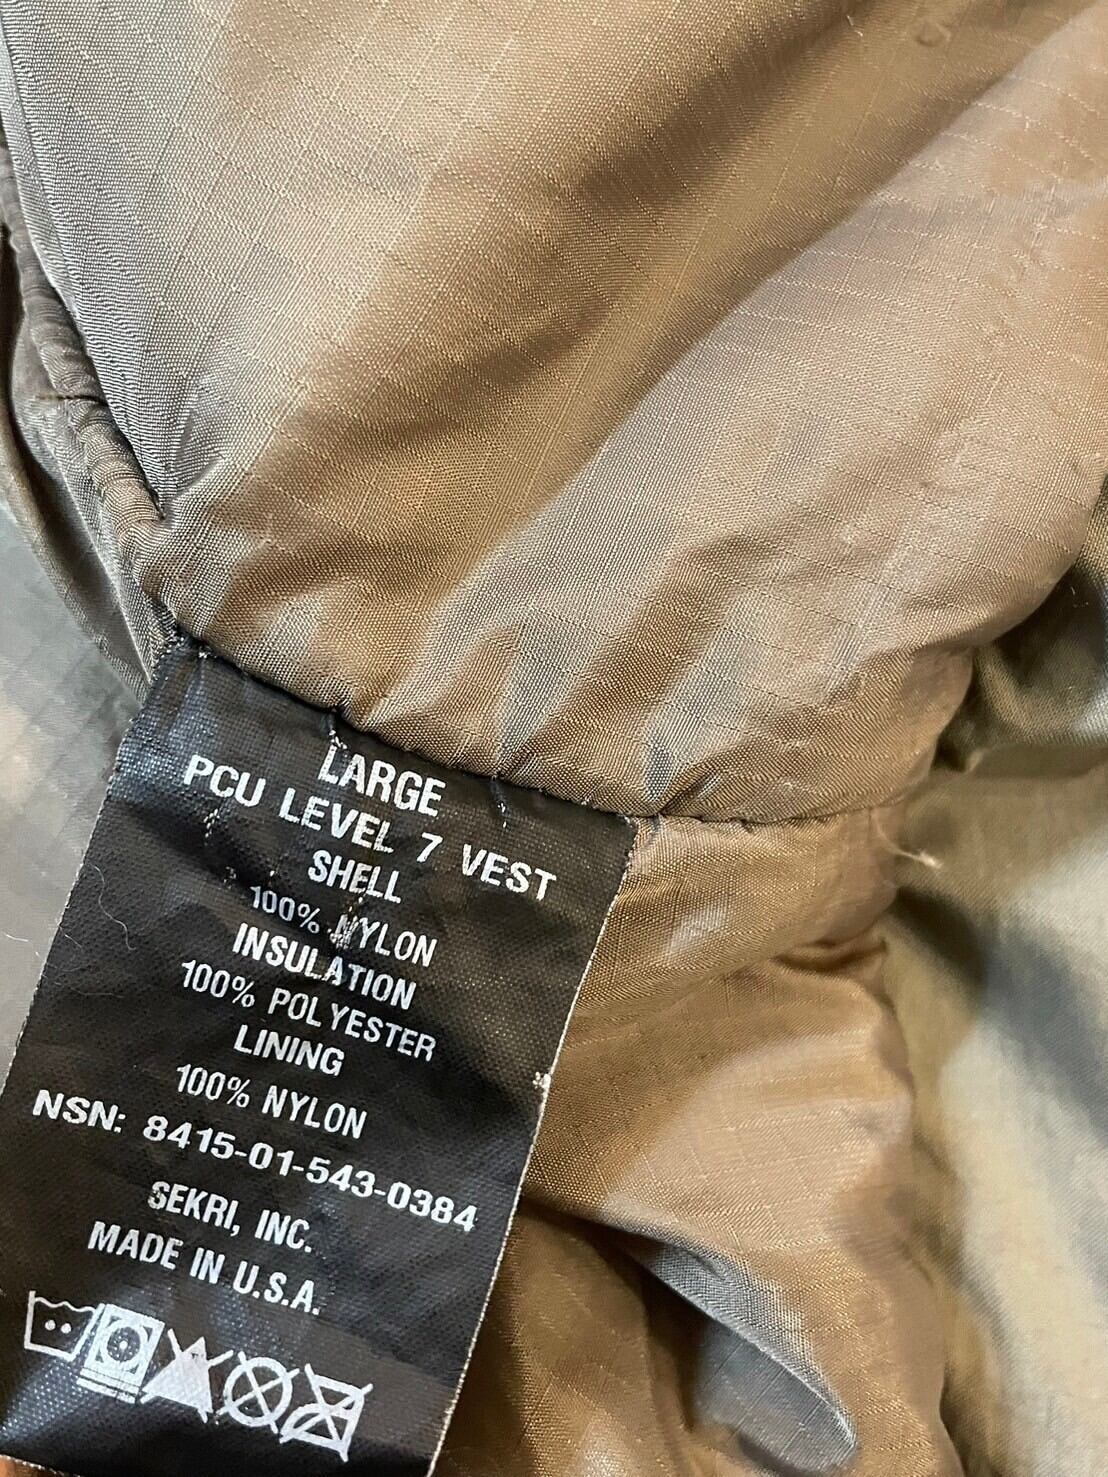 LARGE
PCU LEVEL 7 VEST
SHELL
100% NYLON
INSULATION
100% POLYESTER
LINING
100% NYLON
NSN: 8415-01-543-0384
SEKRI, INC.
MADE IN U.S.A.